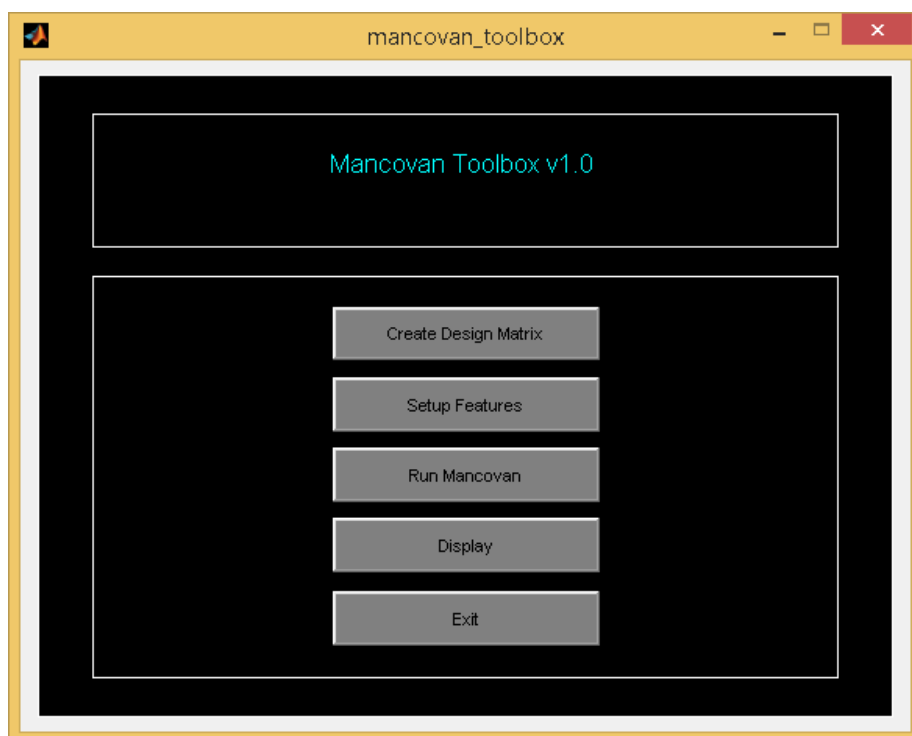 mancovan_toolbox
Mancovan Toolbox v1.0
Create Design Matrix
Setup Features
Run Mancovan
Display
Exit